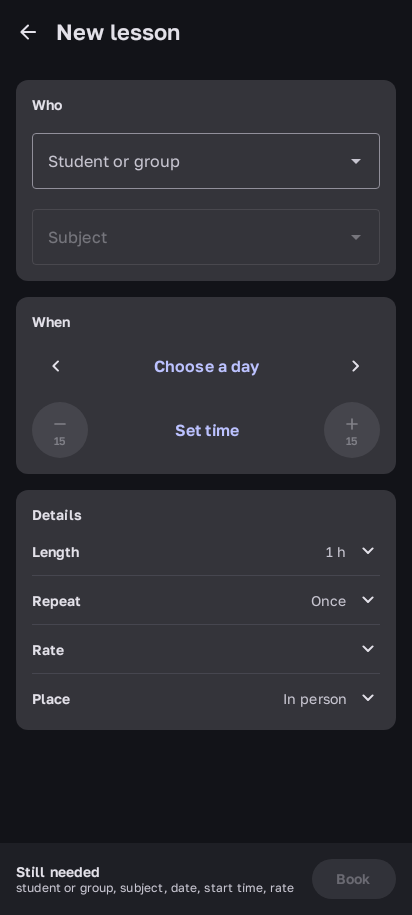 New lesson
Who
Student or group
Subject
When
Choose a day
− 15
Set time
+ 15
Details
Length 1 h
Repeat Once
Rate
Place In person
Still needed
student or group, subject, date, start time, rate
Book